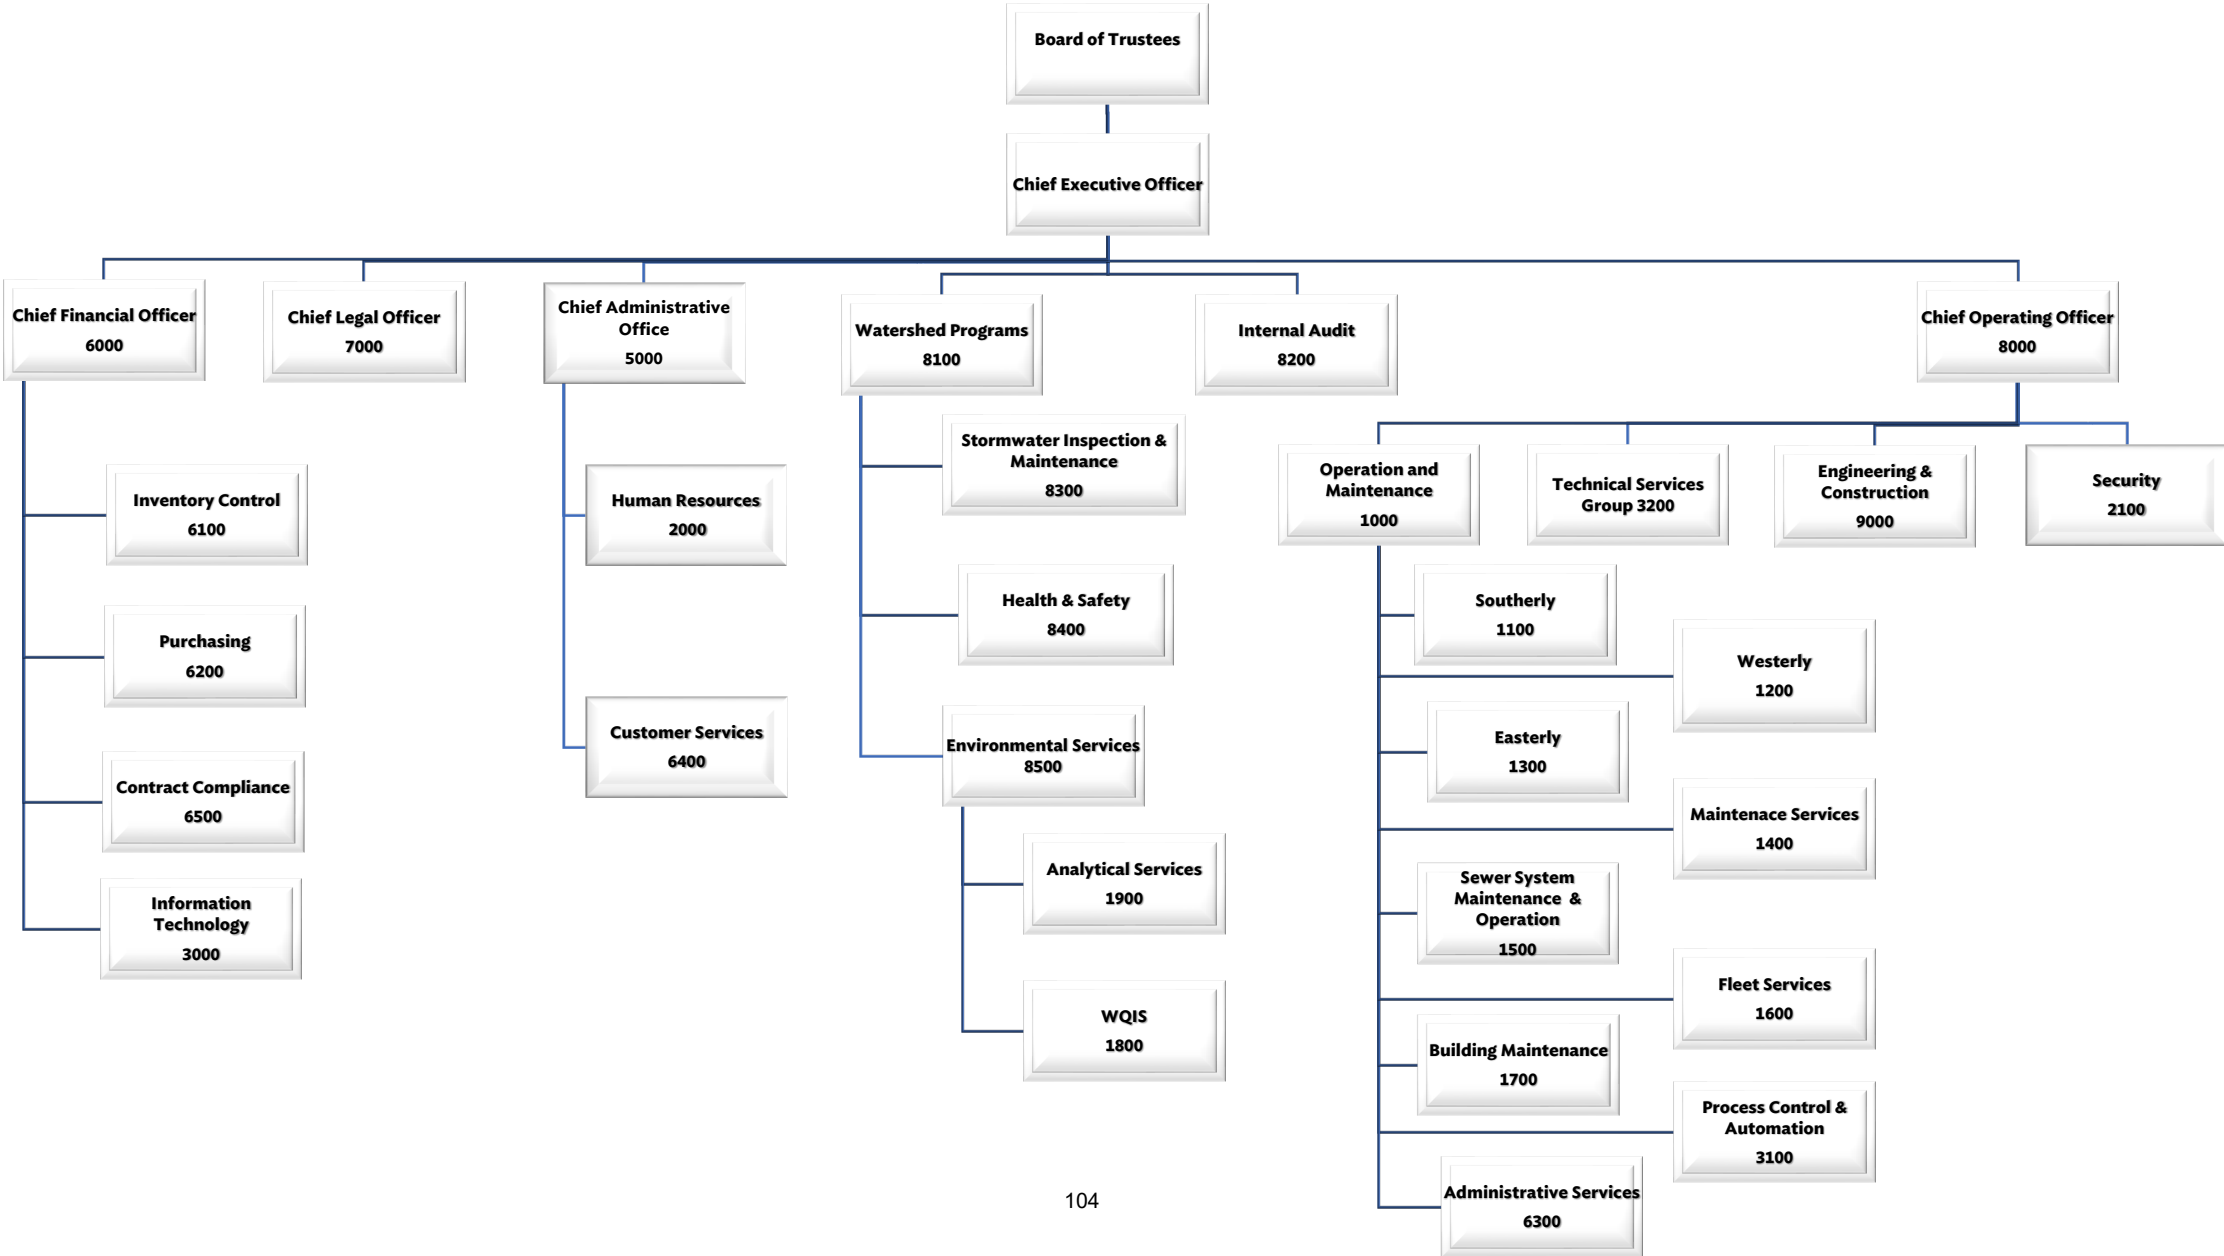 Board of Trustees
Chief Executive Officer
Chief Financial Officer
6000
Chief Legal Officer
7000
Chief Administrative
Office
5000
Watershed Programs
8100
Internal Audit
8200
Chief Operating Officer
8000
Inventory Control
6100
Purchasing
6200
Contract Compliance
6500
Information
Technology
3000
Human Resources
2000
Customer Services
6400
Stormwater Inspection &
Maintenance
8300
Health & Safety
8400
Environmental Services
8500
Analytical Services
1900
WQIS
1800
Operation and
Maintenance
1000
Technical Services
Group 3200
Engineering &
Construction
9000
Security
2100
Southerly
1100
Westerly
1200
Easterly
1300
Maintenace Services
1400
Sewer System
Maintenance &
Operation
1500
Fleet Services
1600
Building Maintenance
1700
Process Control &
Automation
3100
Administrative Services
6300
104